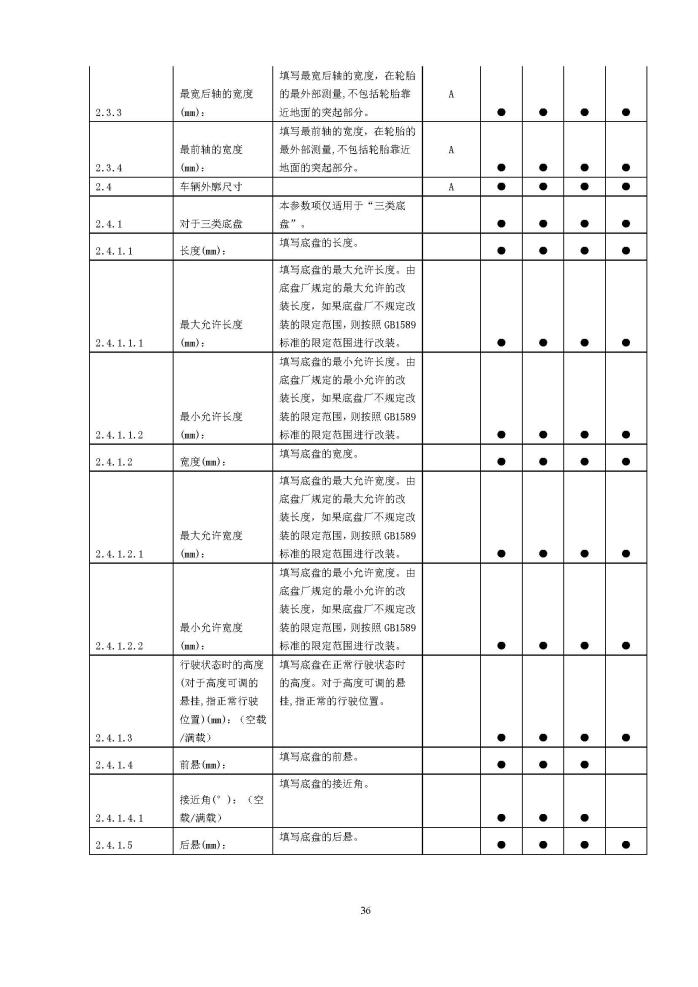 2.3.3
最宽后轴的宽度
(mm)：
填写最宽后轴的宽度，在轮胎
的最外部测量,不包括轮胎靠
近地面的突起部分。
A
● ● ● ●
2.3.4
最前轴的宽度
(mm)：
填写最前轴的宽度，在轮胎的
最外部测量,不包括轮胎靠近
地面的突起部分。
A
● ● ● ●
2.4
车辆外廓尺寸
A
● ● ● ●
2.4.1
对于三类底盘
本参数项仅适用于“三类底
盘”。
● ● ● ●
2.4.1.1
长度(mm)：
填写底盘的长度。
● ● ● ●
2.4.1.1.1
最大允许长度
(mm)：
填写底盘的最大允许长度。由
底盘厂规定的最大允许的改
装长度，如果底盘厂不规定改
装的限定范围，则按照 GB1589
标准的限定范围进行改装。
● ● ● ●
2.4.1.1.2
最小允许长度
(mm)：
填写底盘的最小允许长度。由
底盘厂规定的最小允许的改
装长度，如果底盘厂不规定改
装的限定范围，则按照 GB1589
标准的限定范围进行改装。
● ● ● ●
2.4.1.2
宽度(mm)：
填写底盘的宽度。
● ● ● ●
2.4.1.2.1
最大允许宽度
(mm)：
填写底盘的最大允许宽度。由
底盘厂规定的最大允许的改
装长度，如果底盘厂不规定改
装的限定范围，则按照 GB1589
标准的限定范围进行改装。
● ● ● ●
2.4.1.2.2
最小允许宽度
(mm)：
填写底盘的最小允许宽度。由
底盘厂规定的最小允许的改
装长度，如果底盘厂不规定改
装的限定范围，则按照 GB1589
标准的限定范围进行改装。
● ● ● ●
2.4.1.3
行驶状态时的高度
(对于高度可调的
悬挂,指正常行驶
位置)(mm)：（空载
/满载）
填写底盘在正常行驶状态时
的高度。对于高度可调的悬
挂,指正常的行驶位置。
● ● ● ●
2.4.1.4
前悬(mm)：
填写底盘的前悬。
● ● ●
2.4.1.4.1
接近角(°)：（空
载/满载）
填写底盘的接近角。
● ● ●
2.4.1.5
后悬(mm)：
填写底盘的后悬。
● ● ● ●
36